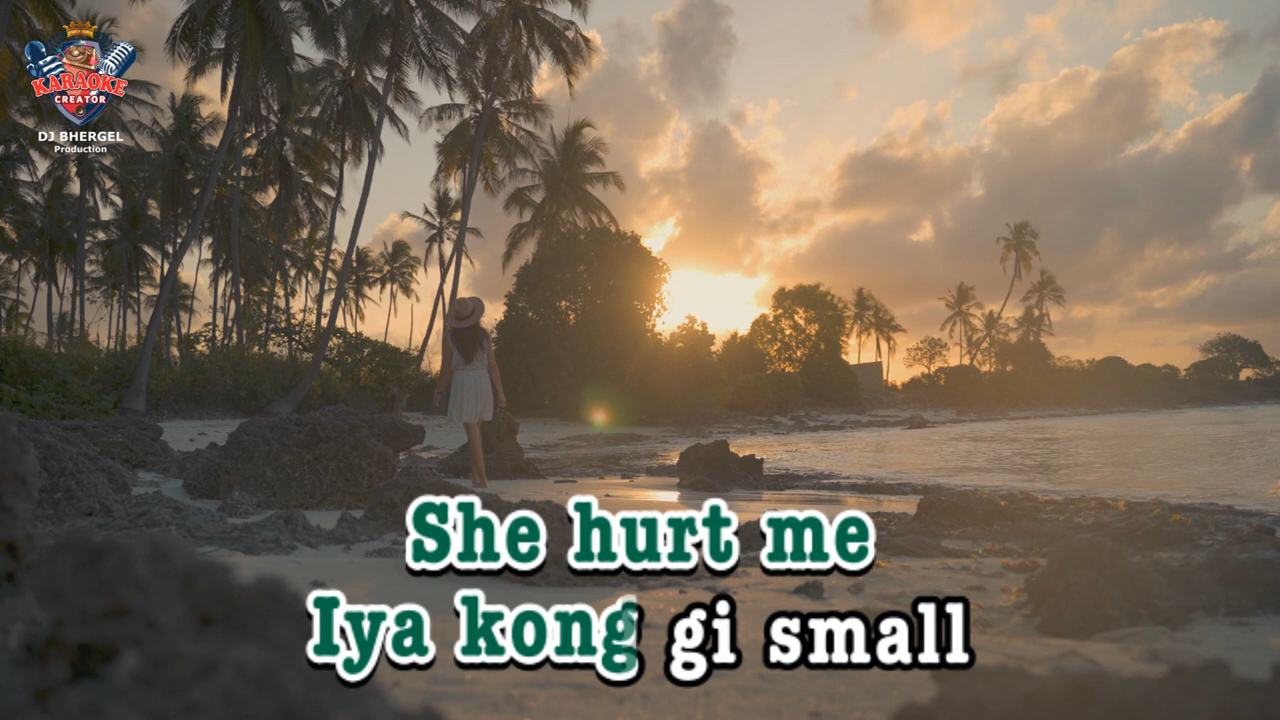 KARAOKE
CREATOR
DJ BHERGEL
Production
She hurt me
Iya kong gi small